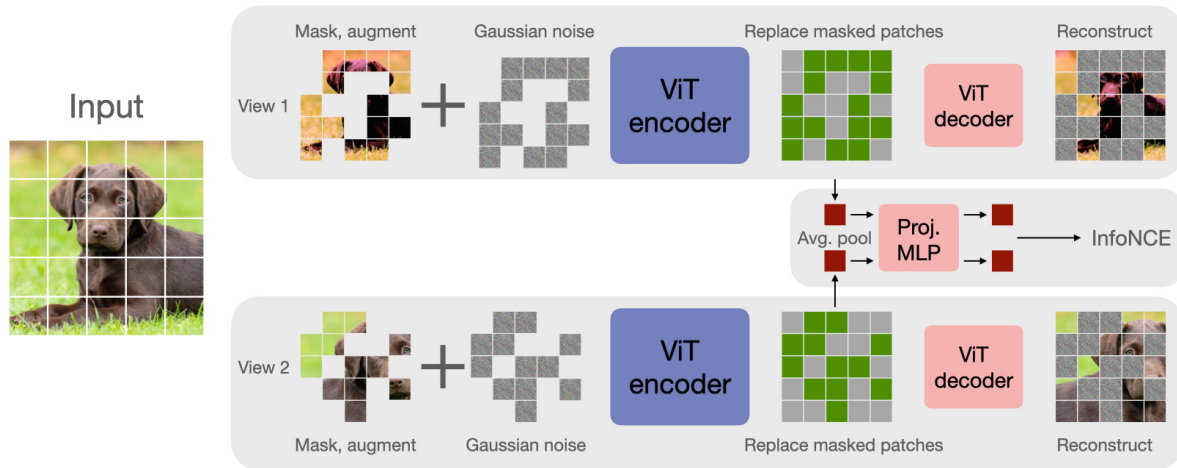 Input
Mask, augment
Gaussian noise
Replace masked patches
Reconstruct
View 1
ViT
encoder
ViT
decoder
Avg. pool
Proj.
MLP
InfoNCE
View 2
ViT
encoder
ViT
decoder
Mask, augment
Gaussian noise
Replace masked patches
Reconstruct